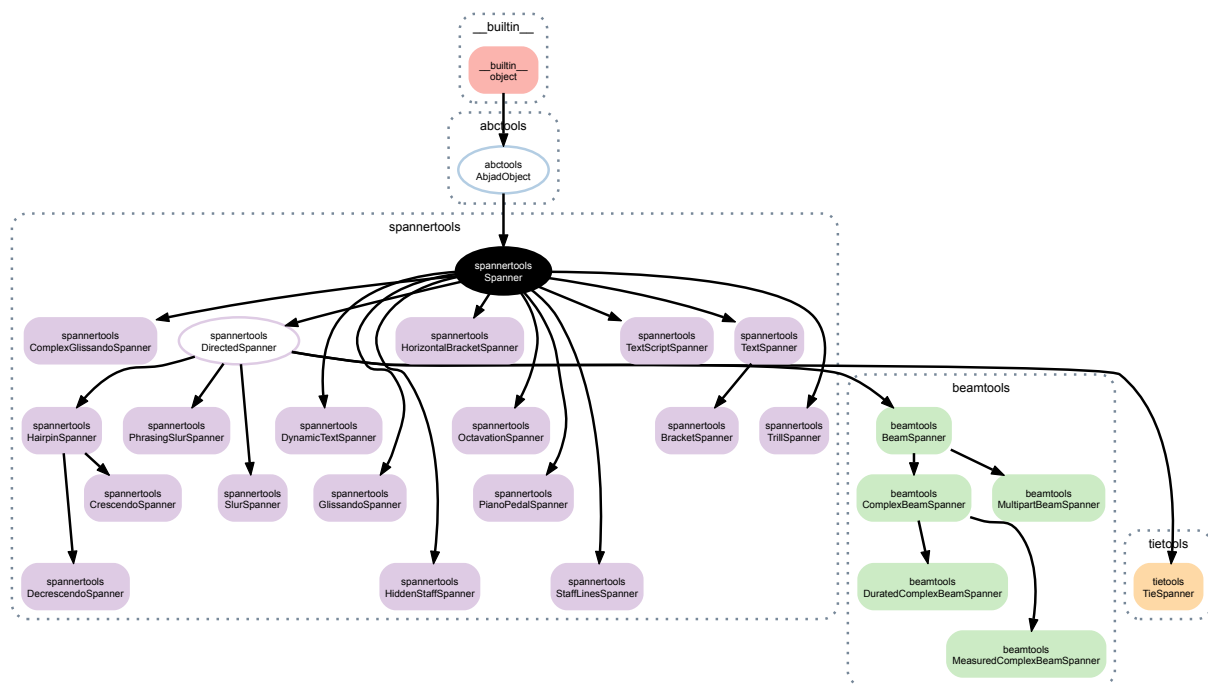 __builtin__
__builtin__
object
abctools
abctools
AbjadObject
spannertools
spannertools
Spanner
spannertools
ComplexGlissandoSpanner
spannertools
DirectedSpanner
spannertools
HorizontalBracketSpanner
spannertools
TextScriptSpanner
spannertools
TextSpanner
beamtools
spannertools
HairpinSpanner
spannertools
PhrasingSlurSpanner
spannertools
DynamicTextSpanner
spannertools
OctavationSpanner
spannertools
BracketSpanner
spannertools
TrillSpanner
beamtools
BeamSpanner
spannertools
CrescendoSpanner
spannertools
SlurSpanner
spannertools
GlissandoSpanner
spannertools
PianoPedalSpanner
beamtools
ComplexBeamSpanner
beamtools
MultipartBeamSpanner
tietools
spannertools
DecrescendoSpanner
spannertools
HiddenStaffSpanner
spannertools
StaffLinesSpanner
beamtools
DuratedComplexBeamSpanner
tietools
TieSpanner
beamtools
MeasuredComplexBeamSpanner